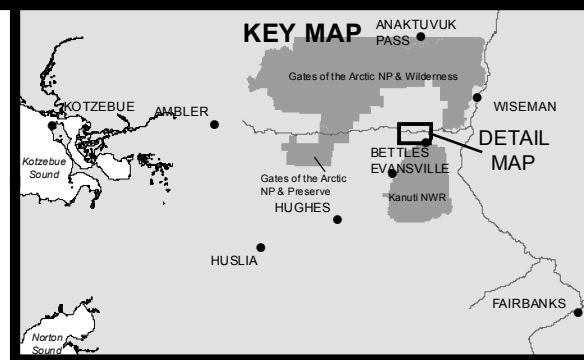 KEY MAP
ANAKTUVUK
PASS
Gates of the Arctic NP & Wilderness
KOTZEBUE
AMBLER
WISEMAN
Kotzebue
Sound
DETAIL
MAP
BETTLES
EVANSVILLE
Gates of the Arctic
NP & Preserve
Kanuti NWR
HUGHES
HUSLIA
FAIRBANKS
Norton
Sound